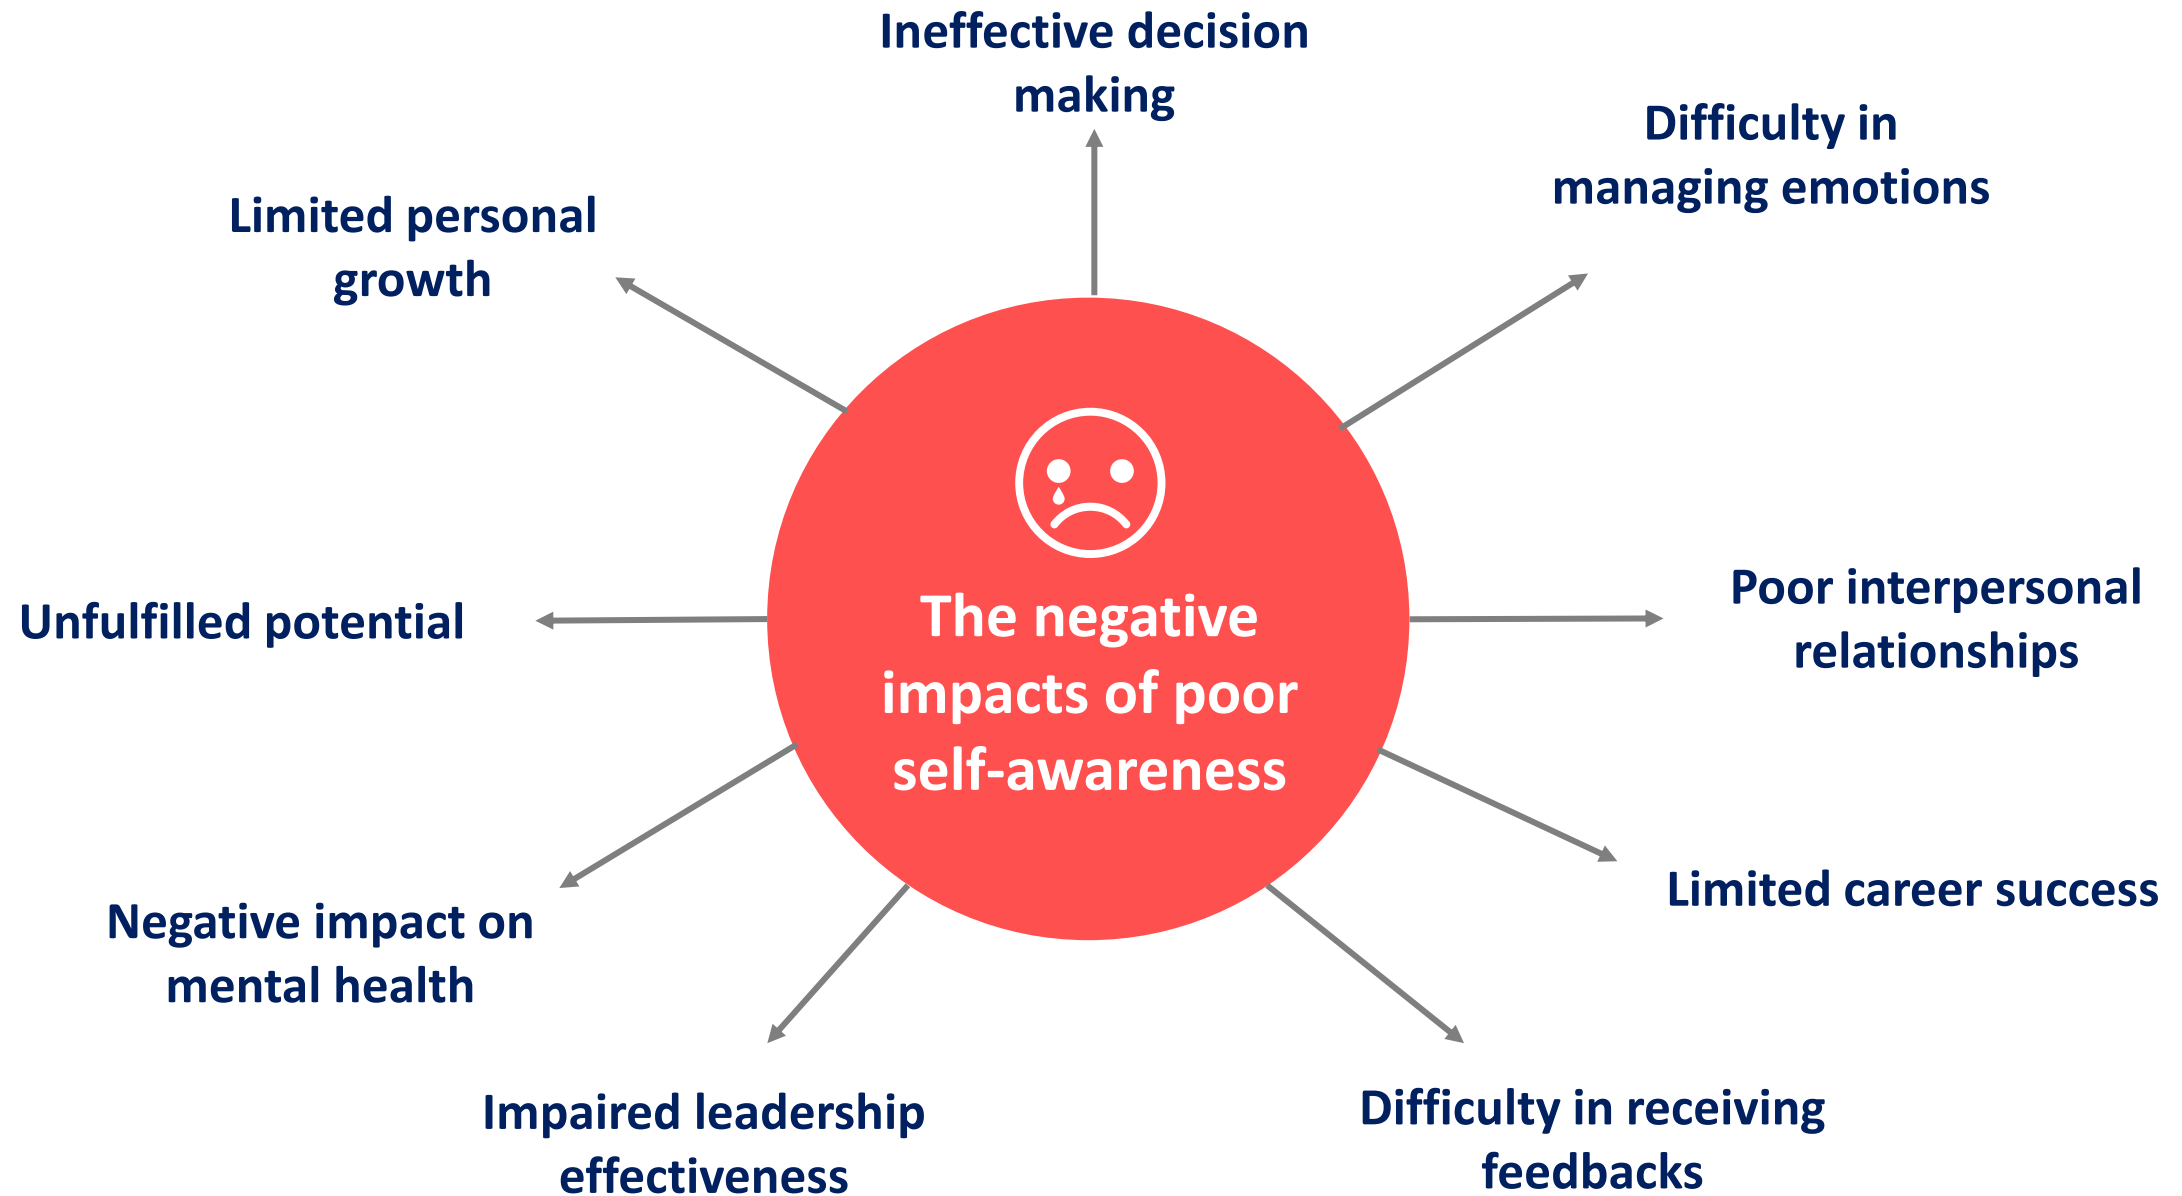 Ineffective decision
making
Difficulty in
managing emotions
Limited personal
growth
The negative
impacts of poor
self-awareness
Poor interpersonal
relationships
Unfulfilled potential
Limited career success
Negative impact on
mental health
Impaired leadership
effectiveness
Difficulty in receiving
feedbacks